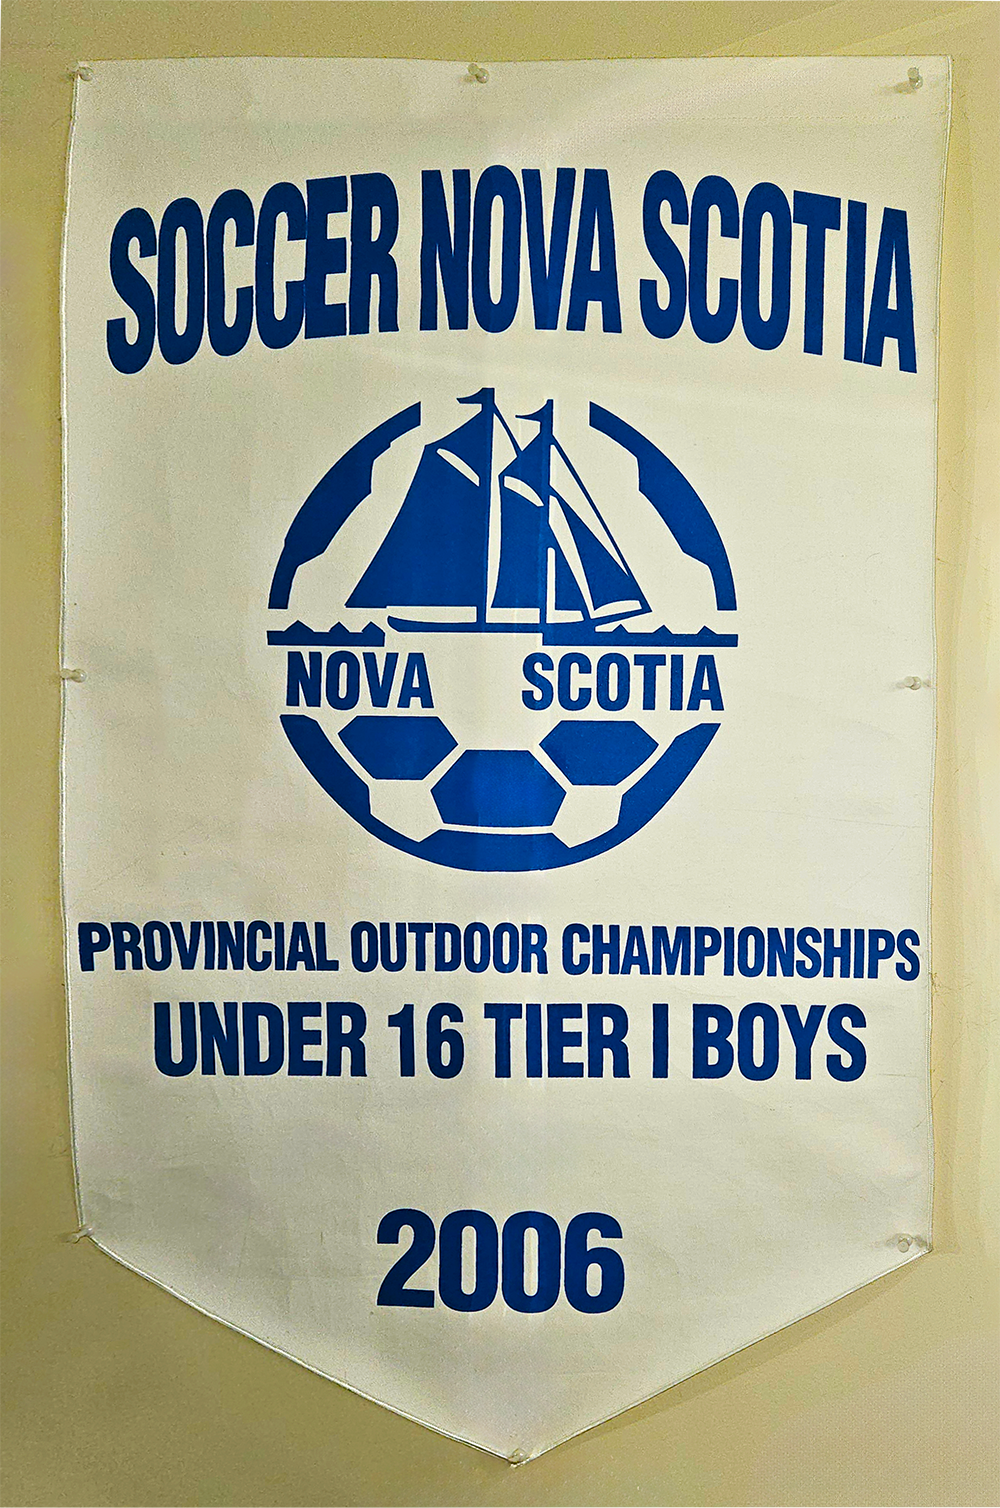 SOCCER NOVA SCOTIA
NOVA SCOTIA
PROVINCIAL OUTDOOR CHAMPIONSHIPS
UNDER 16 TIER I BOYS
2006